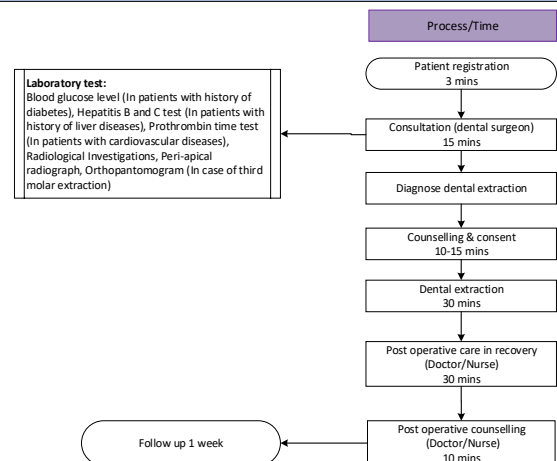 Process/Time
Patient registration
3 mins
Laboratory test:
Blood glucose level (In patients with history of
diabetes), Hepatitis B and C test (In patients with
history of liver diseases), Prothrombin time test
(In patients with cardiovascular diseases),
Radiological Investigations, Peri-apical
radiograph, Orthopantomogram (In case of third
molar extraction)
Consultation (dental surgeon)
15 mins
Diagnose dental extraction
Counselling & consent
10-15 mins
Dental extraction
30 mins
Post operative care in recovery
(Doctor/Nurse)
30 mins
Post operative counselling
(Doctor/Nurse)
10 mins
Follow up 1 week